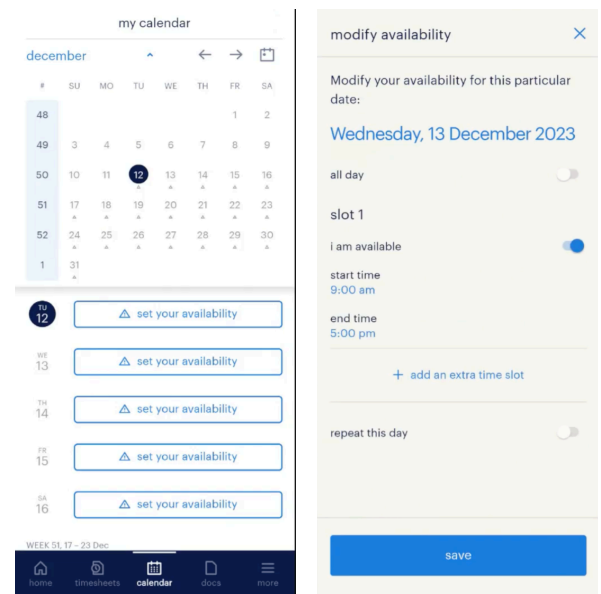 my calendar
december
# SU MO TU WE TH FR SA
48 1 2
49 3 4 5 6 7 8 9
50 10 11 12 13 14 15 16
51 17 18 19 20 21 22 23
52 24 25 26 27 28 29 30
1 31
TU
12 set your availability
WE
13 set your availability
TH
14 set your availability
FR
15 set your availability
SA
16 set your availability
WEEK 51, 17 – 23 Dec
home timesheets calendar docs more
modify availability
Modify your availability for this particular
date:
Wednesday, 13 December 2023
all day
slot 1
i am available
start time
9:00 am
end time
5:00 pm
+ add an extra time slot
repeat this day
save